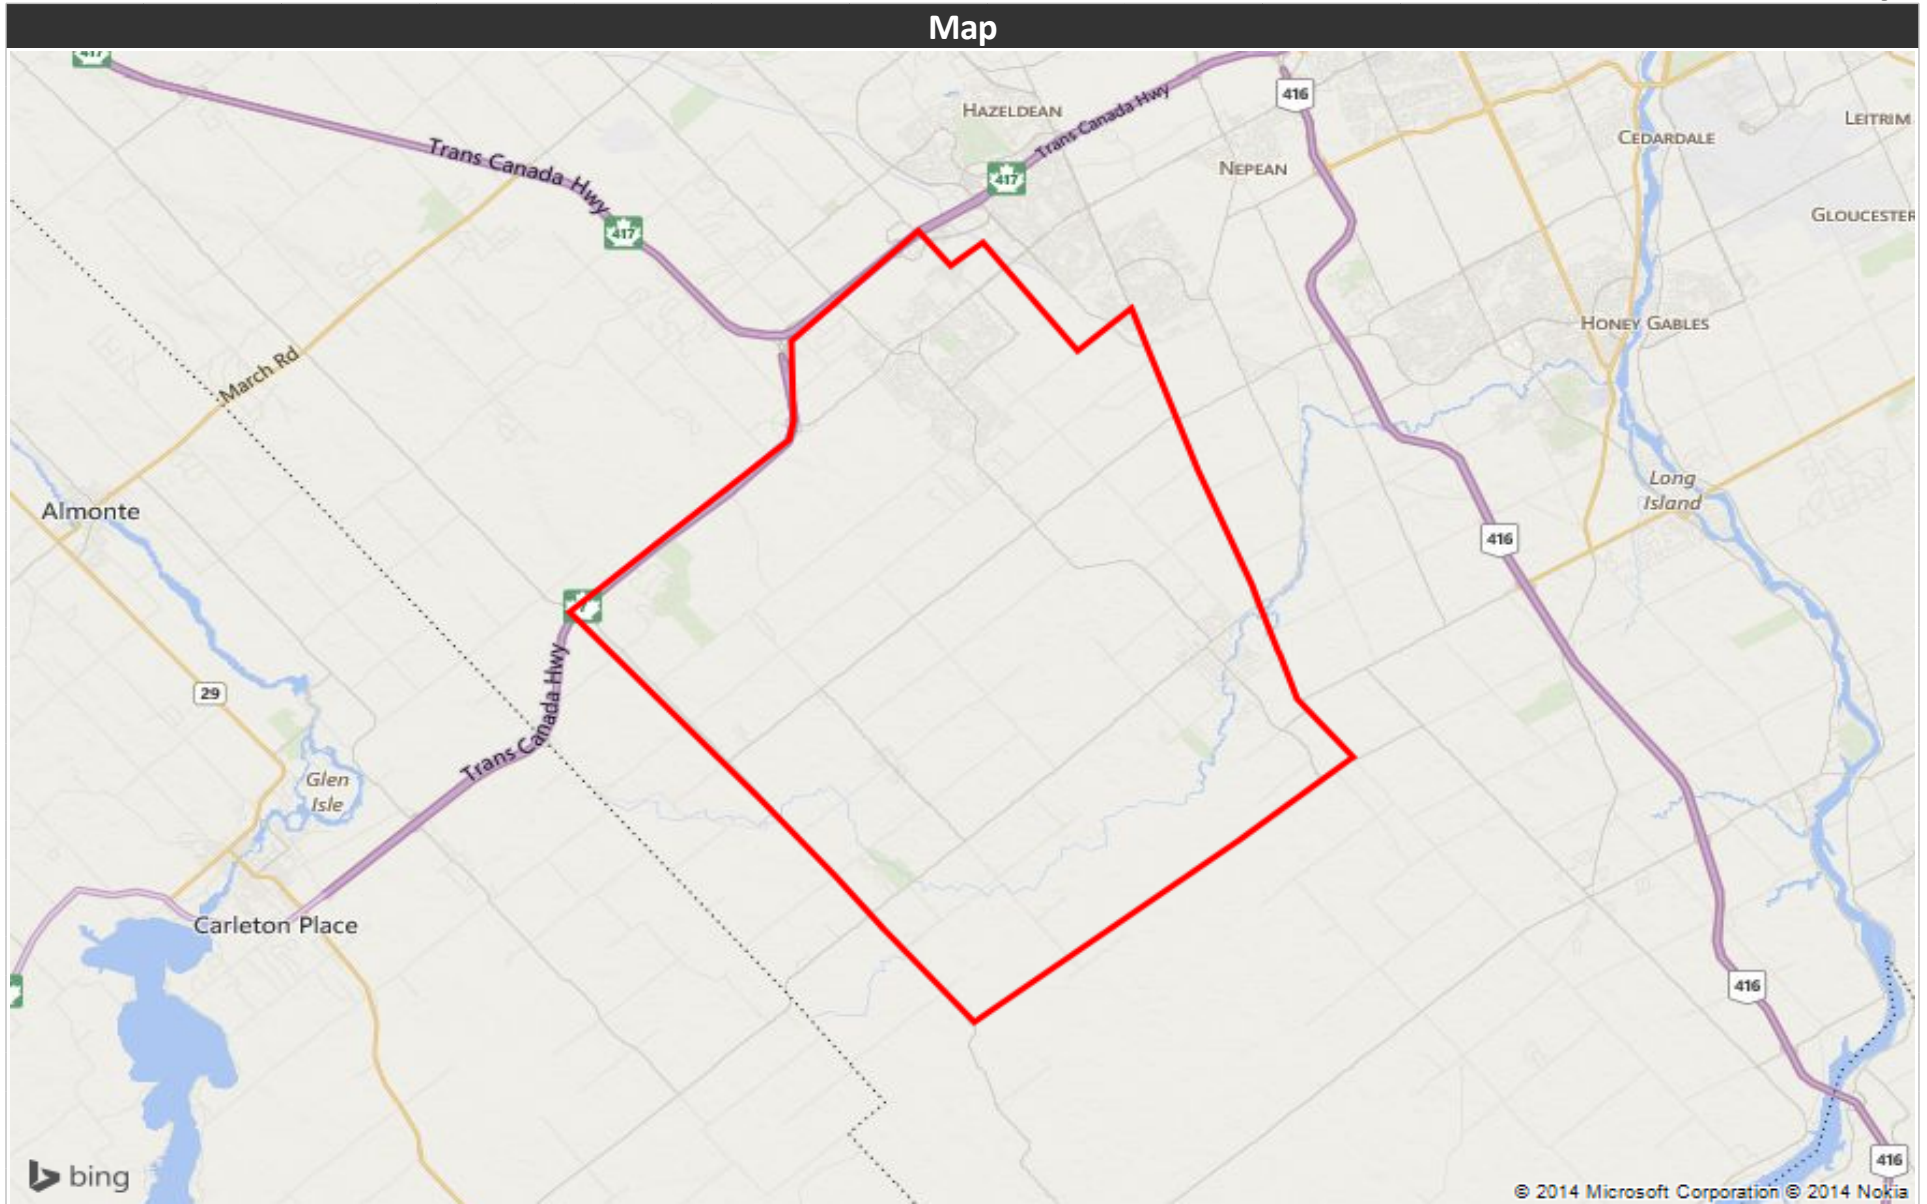 Map
417
Trans Canada Hwy
417
HAZELDEAN
Trans Canada Hwy
417
416
NEPEAN
CEDARDALE
LEITRIM
GLOUCESTER
HONEY GABLES
March Rd
Almonte
Long
Island
416
29
Trans Canada Hwy
Glen
Isle
Carleton Place
416
416
bing
© 2014 Microsoft Corporation © 2014 Nokia